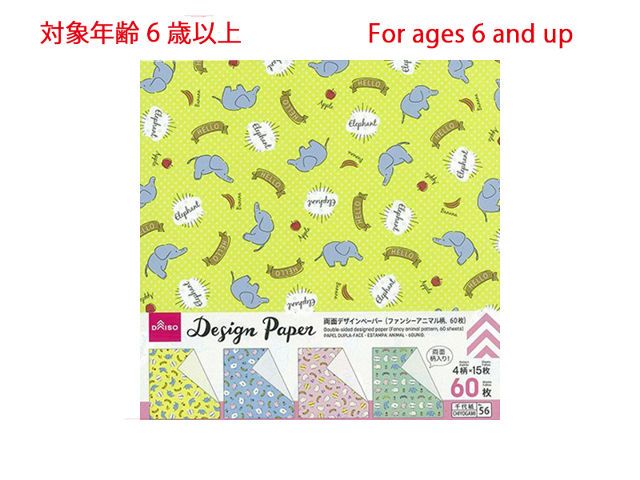 対象年齢6歳以上
For ages 6 and up
Elephant
HELLO
Apple
Banana
DAISO
Design Paper
両面デザインペーパー (ファンシーアニマル柄、60枚)
Double-sided designed paper (Fancy animal pattern, 60 sheets)
PAPEL DUPLA-FACE - ESTAMPA: ANIMAL - 60UNID.
両面柄入り!
4柄・15枚
60枚
千代紙
CHIYOGAMI
56